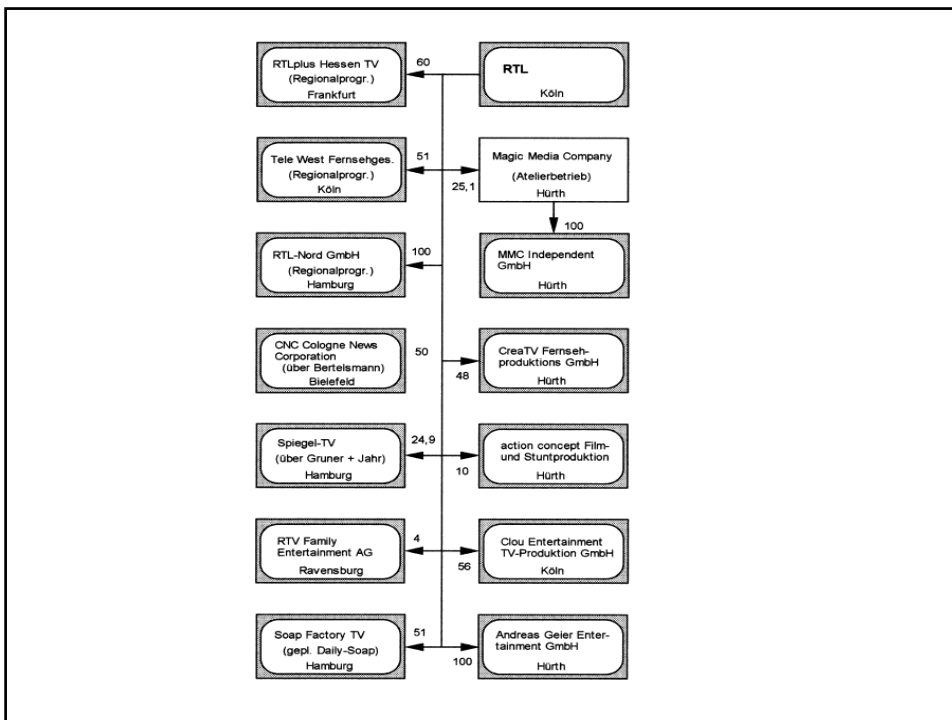 RTLplus Hessen TV
(Regionalprogr.)
Frankfurt
60
RTL
Köln
Tele West Fernsehges.
(Regionalprogr.)
Köln
51
25,1
Magic Media Company
(Atelierbetrieb)
Hürth
100
RTL-Nord GmbH
(Regionalprogr.)
Hamburg
100
MMC Independent
GmbH
Hürth
CNC Cologne News
Corporation
(über Bertelsmann)
Bielefeld
50
48
CreaTV Fernseh-
produktions GmbH
Hürth
Spiegel-TV
(über Gruner + Jahr)
Hamburg
24,9
10
action concept Film-
und Stuntproduktion
Hürth
RTV Family
Entertainment AG
Ravensburg
4
56
Clou Entertainment
TV-Produktion GmbH
Köln
Soap Factory TV
(gepl. Daily-Soap)
Hamburg
51
100
Andreas Geier Enter-
tainment GmbH
Hürth